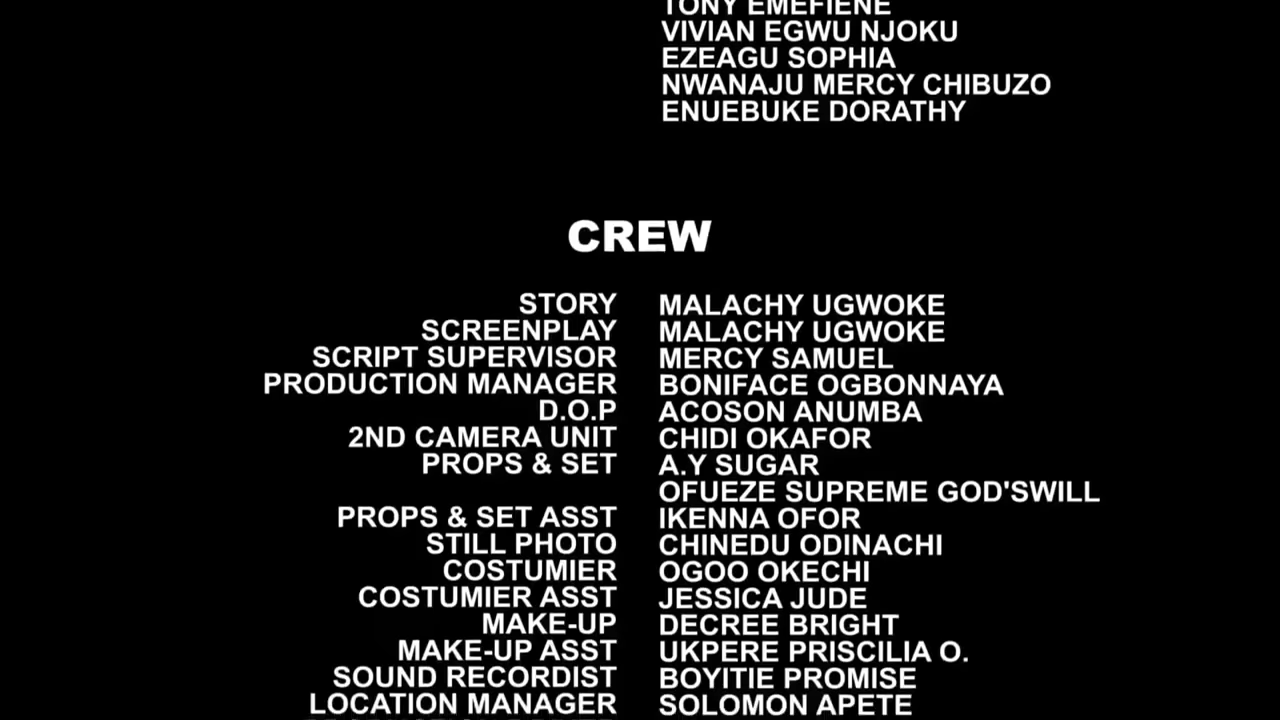 TONY EMEFIENE
VIVIAN EGWU NJOKU
EZEAGU SOPHIA
NWANAJU MERCY CHIBUZO
ENUEBUKE DORATHY
CREW
STORY MALACHY UGWOKE
SCREENPLAY MALACHY UGWOKE
SCRIPT SUPERVISOR MERCY SAMUEL
PRODUCTION MANAGER BONIFACE OGBONNAYA
D.O.P ACOSON ANUMBA
2ND CAMERA UNIT CHIDI OKAFOR
PROPS & SET A.Y SUGAR
OFUEZE SUPREME GOD'SWILL
PROPS & SET ASST IKENNA OFOR
STILL PHOTO CHINEDU ODINACHI
COSTUMIER OGOO OKECHI
COSTUMIER ASST JESSICA JUDE
MAKE-UP DECREE BRIGHT
MAKE-UP ASST UKPERE PRISCILIA O.
SOUND RECORDIST BOYITIE PROMISE
LOCATION MANAGER SOLOMON APETE